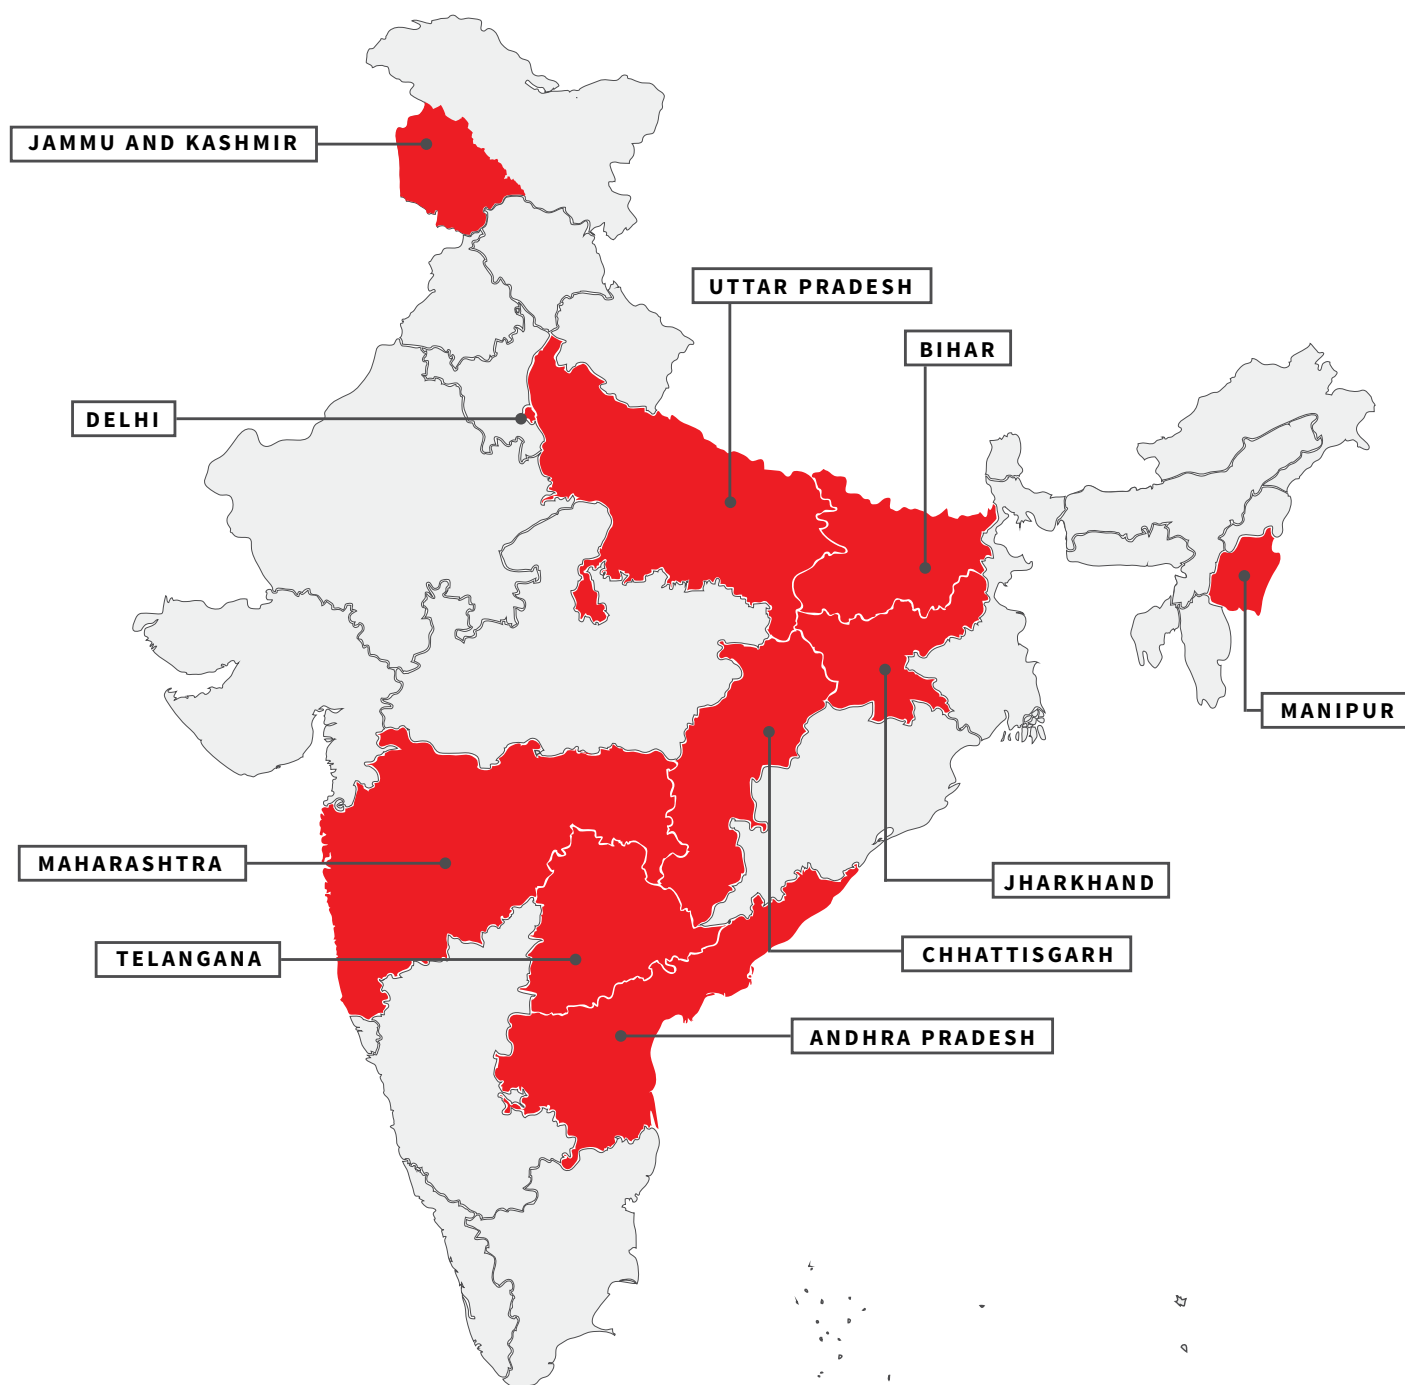 JAMMU AND KASHMIR
UTTAR PRADESH
BIHAR
DELHI
MANIPUR
MAHARASHTRA
JHARKHAND
TELANGANA
CHHATTISGARH
ANDHRA PRADESH